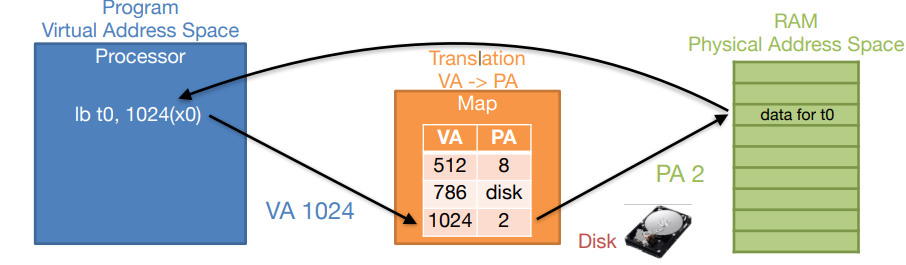 Program
Virtual Address Space
Processor
lb t0, 1024(x0)
VA 1024
Translation
VA -> PA
Map
VA PA
512 8
786 disk
1024 2
PA 2
Disk
RAM
Physical Address Space
data for t0